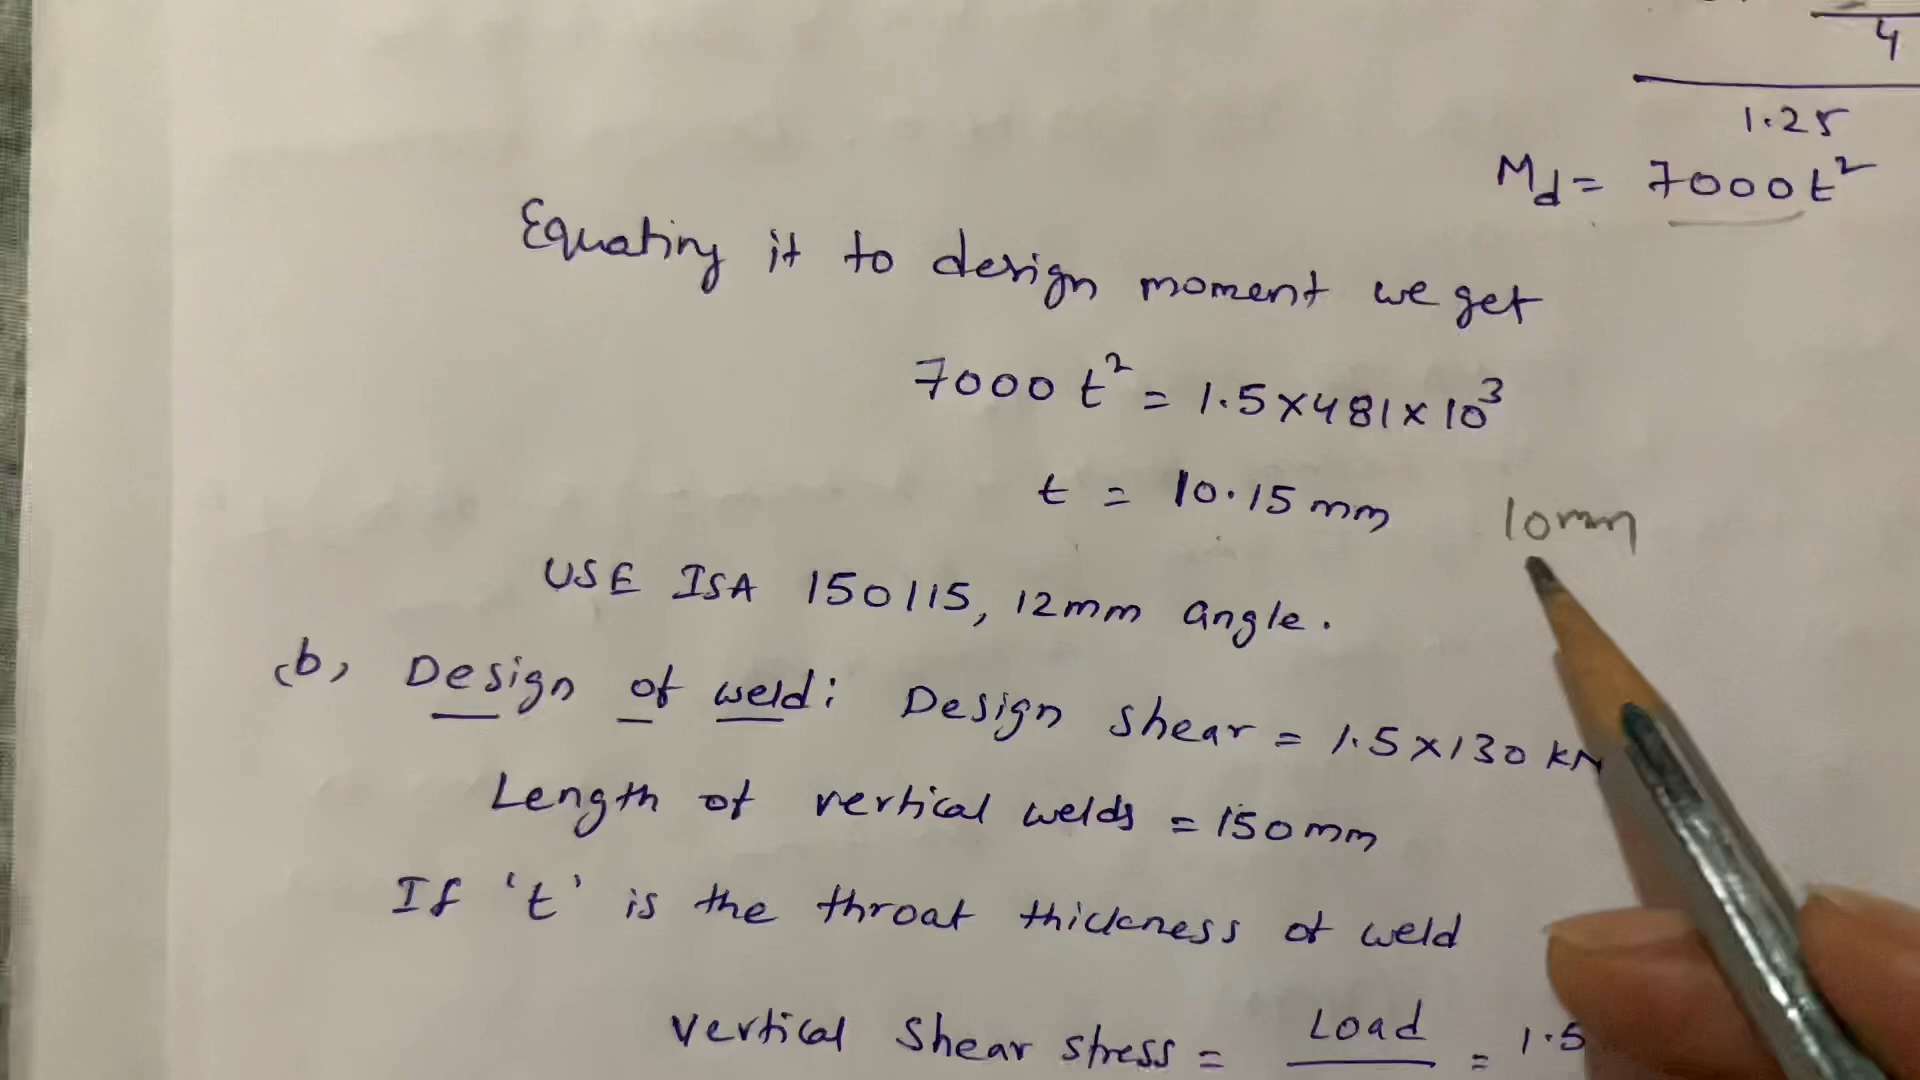 4
1.25
Md = 7000t²
Equating it to design moment we get
7000 t² = 1.5×481×10³
t = 10.15 mm 10mm
USE ISA 150115, 12mm angle.
(b) Design of weld: Design shear = 1.5×130 kN
Length of vertical welds = 150mm
If 't' is the throat thickness of weld
Vertical Shear stress = Load = 1.5